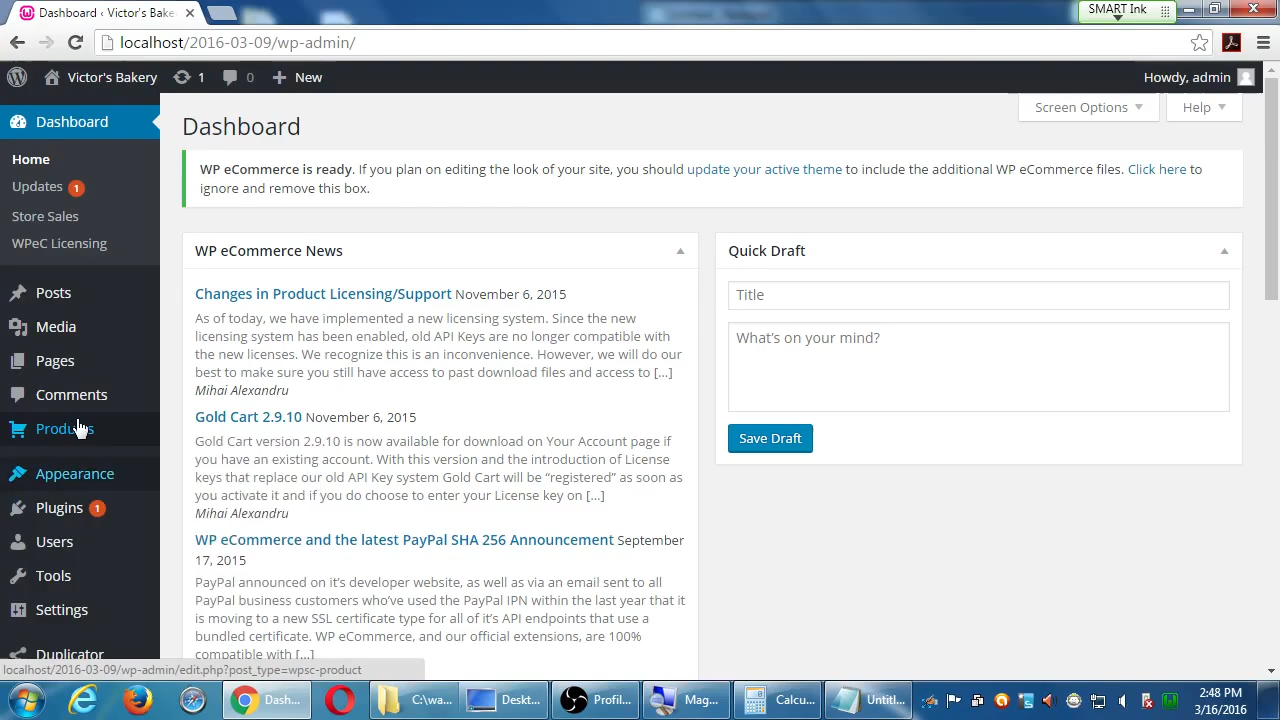 Dashboard ‹ Victor's Bake
SMART Ink
localhost/2016-03-09/wp-admin/
Victor's Bakery 1 0 New Howdy, admin
Dashboard
Home
Updates 1
Store Sales
WPeC Licensing
Posts
Media
Pages
Comments
Products
Appearance
Plugins 1
Users
Tools
Settings
Duplicator
Screen Options Help
Dashboard
WP eCommerce is ready. If you plan on editing the look of your site, you should update your active theme to include the additional WP eCommerce files. Click here to
ignore and remove this box.
WP eCommerce News
Changes in Product Licensing/Support November 6, 2015
As of today, we have implemented a new licensing system. Since the new
licensing system has been enabled, old API Keys are no longer compatible with
the new licenses. We recognize this is an inconvenience. However, we will do our
best to make sure you still have access to past download files and access to […]
Mihai Alexandru
Gold Cart 2.9.10 November 6, 2015
Gold Cart version 2.9.10 is now available for download on Your Account page if
you have an existing account. With this version and the introduction of License
keys that replace our old API Key system Gold Cart will be “registered” as soon as
you activate it and if you do choose to enter your License key on […]
Mihai Alexandru
WP eCommerce and the latest PayPal SHA 256 Announcement September
17, 2015
PayPal announced on it’s developer website, as well as via an email sent to all
PayPal business customers who’ve used the PayPal IPN within the last year that it
is moving to a new SSL certificate type for all of it’s API endpoints that use a
bundled certificate. WP eCommerce, and our official extensions, are 100%
compatible with […]
Quick Draft
Title
What’s on your mind?
Save Draft
localhost/2016-03-09/wp-admin/edit.php?post_type=wpsc-product
Dash...
C:\wa...
Deskt...
Profil...
Mag...
Calcu...
Untitl...
2:48 PM
3/16/2016